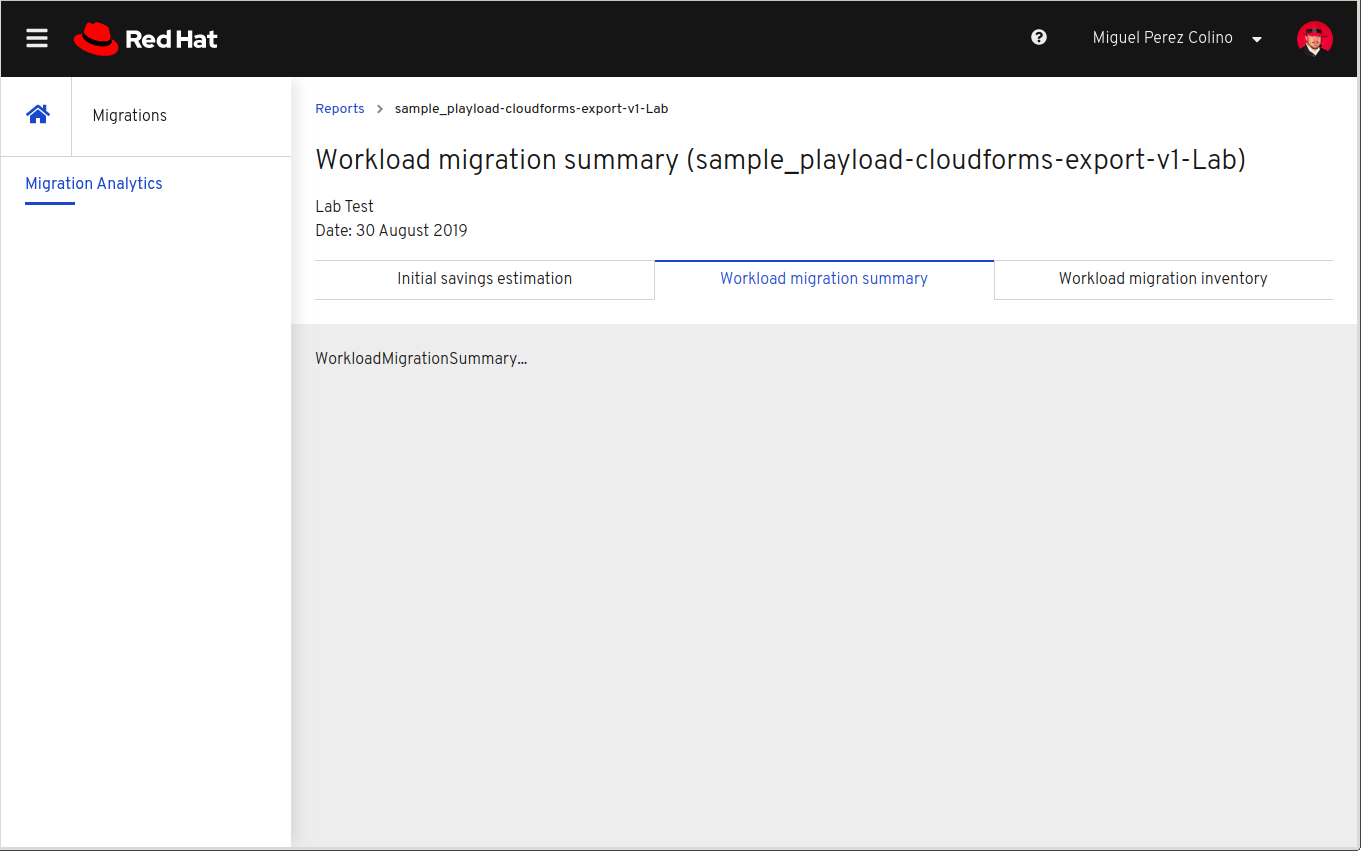 Red Hat
Miguel Perez Colino
Migrations
Migration Analytics
Reports > sample_playload-cloudforms-export-v1-Lab
Workload migration summary (sample_playload-cloudforms-export-v1-Lab)
Lab Test
Date: 30 August 2019
Initial savings estimation
Workload migration summary
Workload migration inventory
WorkloadMigrationSummary...